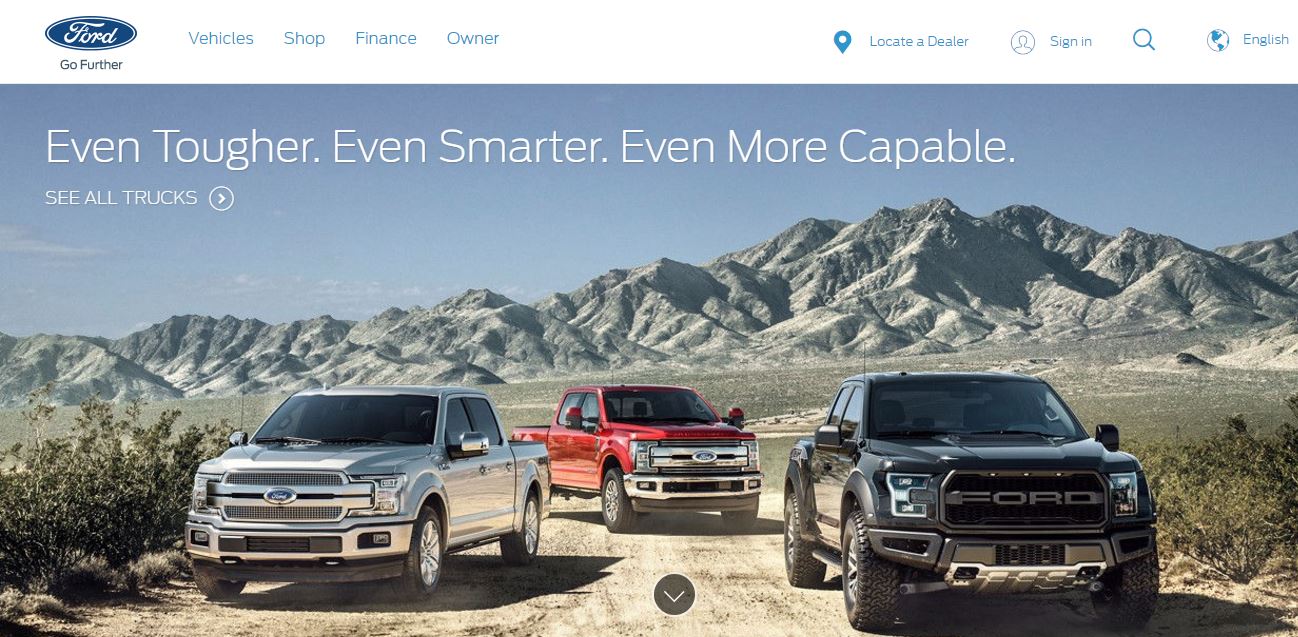 Ford
Go Further
Vehicles Shop Finance Owner
Locate a Dealer Sign in English
Even Tougher. Even Smarter. Even More Capable.
SEE ALL TRUCKS
Ford
Ford
FORD